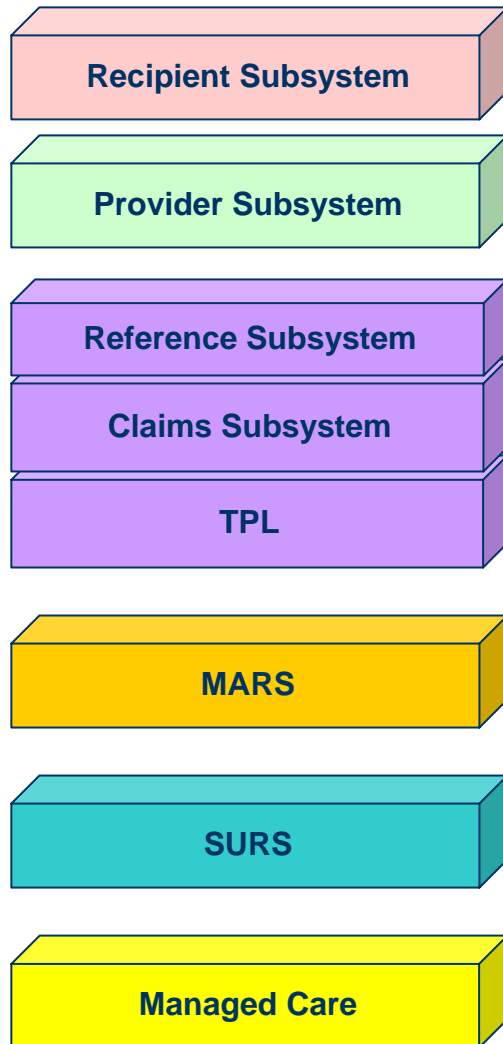 Recipient Subsystem
Provider Subsystem
Reference Subsystem
Claims Subsystem
TPL
MARS
SURS
Managed Care